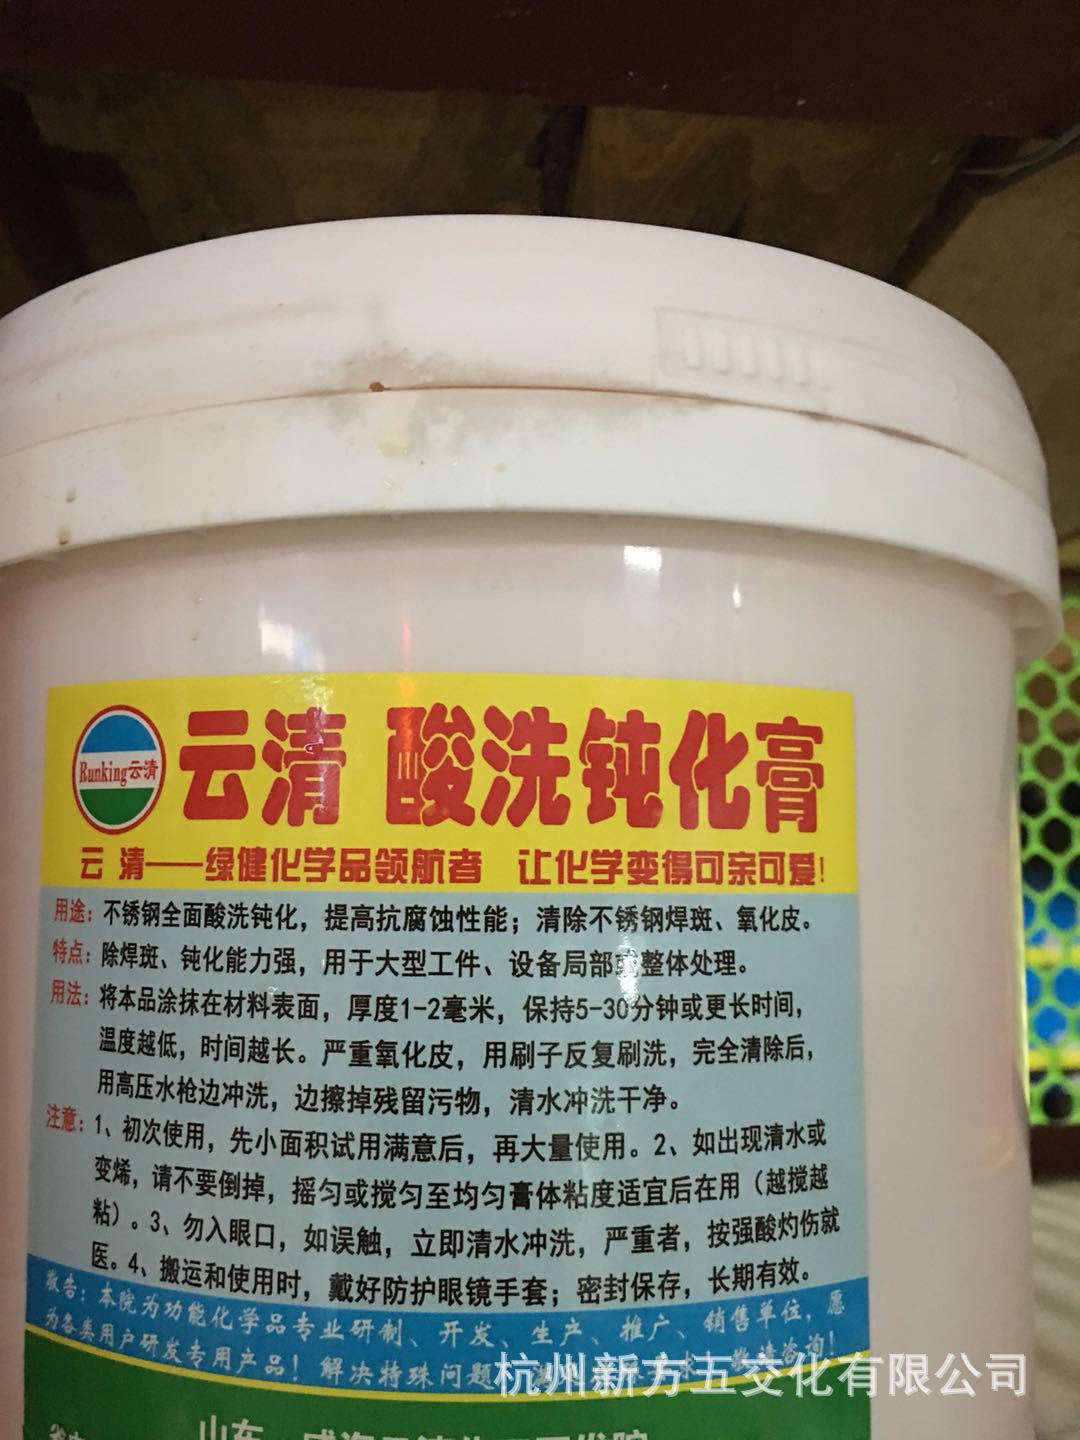 Runking云清
云清 酸洗钝化膏
云 清——绿健化学品领航者 让化学变得可亲可爱！
用途：不锈钢全面酸洗钝化，提高抗腐蚀性能；清除不锈钢焊斑、氧化皮。
特点：除焊斑、钝化能力强，用于大型工件、设备局部或整体处理。
用法：将本品涂抹在材料表面，厚度1-2毫米，保持5-30分钟或更长时间，
温度越低，时间越长。严重氧化皮，用刷子反复刷洗，完全清除后，
用高压水枪边冲洗，边擦掉残留污物，清水冲洗干净。
注意：1、初次使用，先小面积试用满意后，再大量使用。2、如出现清水或
变烯，请不要倒掉，摇匀或搅匀至均匀膏体粘度适宜后在用（越搅越
粘）。3、勿入眼口，如误触，立即清水冲洗，严重者，按强酸灼伤就
医。4、搬运和使用时，戴好防护眼镜手套；密封保存，长期有效。
敬告：本院为功能化学品专业研制、开发、生产、推广、销售单位，愿
为各类用户研发专用产品！解决特殊问题 敬请咨询！
杭州新方五交化有限公司
山东